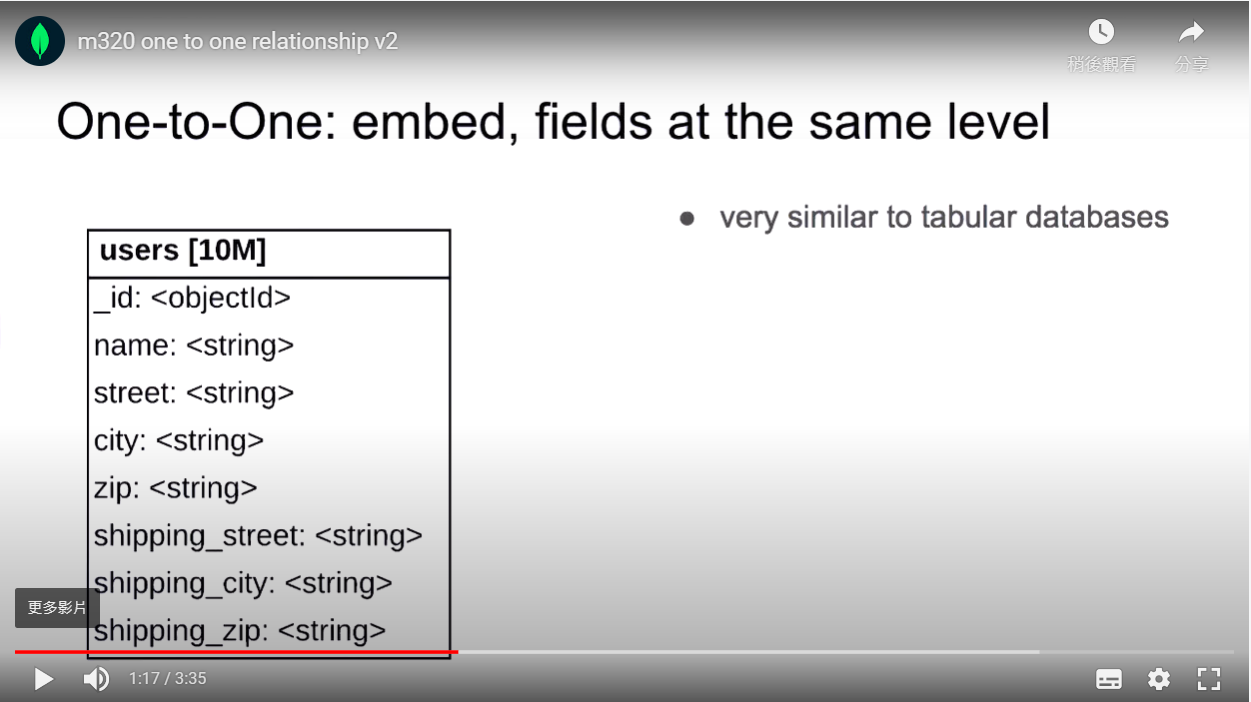 m320 one to one relationship v2
稍後觀看
分享
One-to-One: embed, fields at the same level
● very similar to tabular databases
users [10M]
_id: <objectId>
name: <string>
street: <string>
city: <string>
zip: <string>
shipping_street: <string>
shipping_city: <string>
更多影片
shipping_zip: <string>
1:17 / 3:35